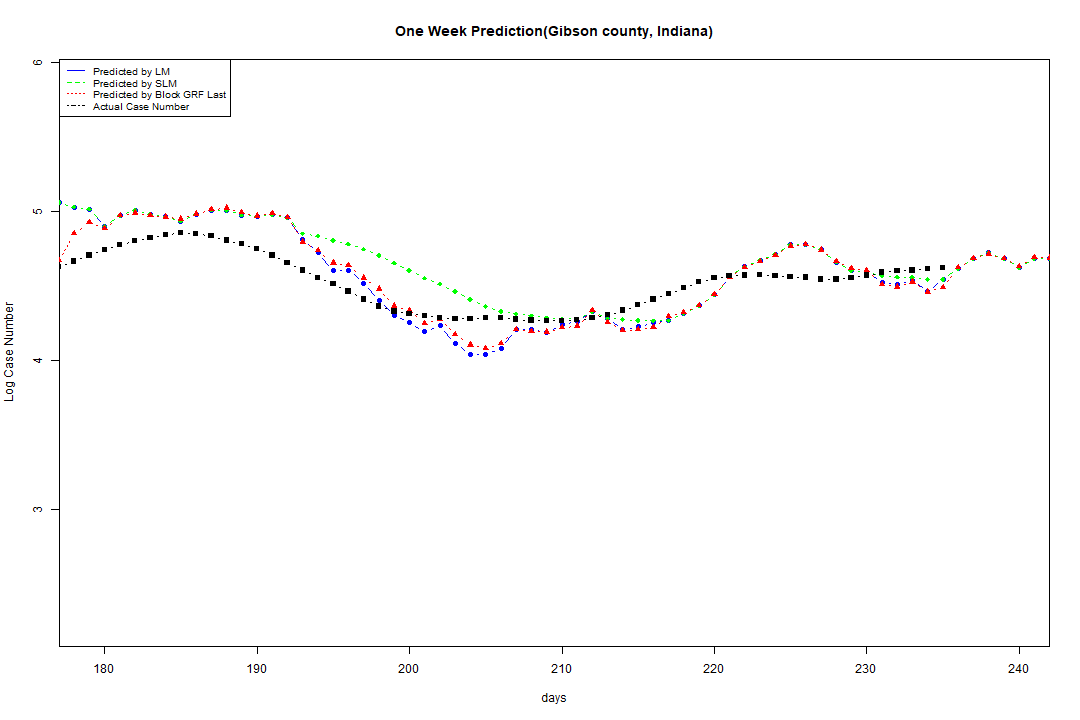 One Week Prediction(Gibson county, Indiana)
6
5
4
3
Log Case Number
Predicted by LM
Predicted by SLM
Predicted by Block GRF Last
Actual Case Number
180 190 200 210 220 230 240
days